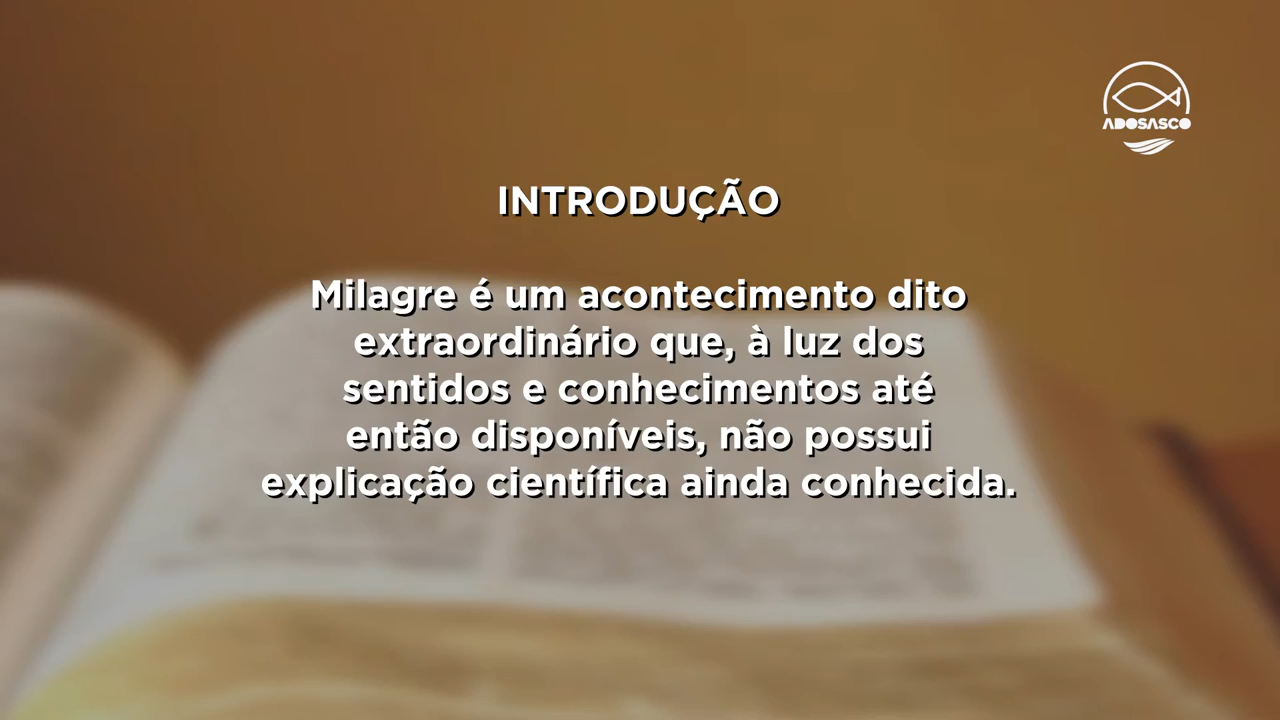 ADOSASCO
INTRODUÇÃO
Milagre é um acontecimento dito
extraordinário que, à luz dos
sentidos e conhecimentos até
então disponíveis, não possui
explicação científica ainda conhecida.